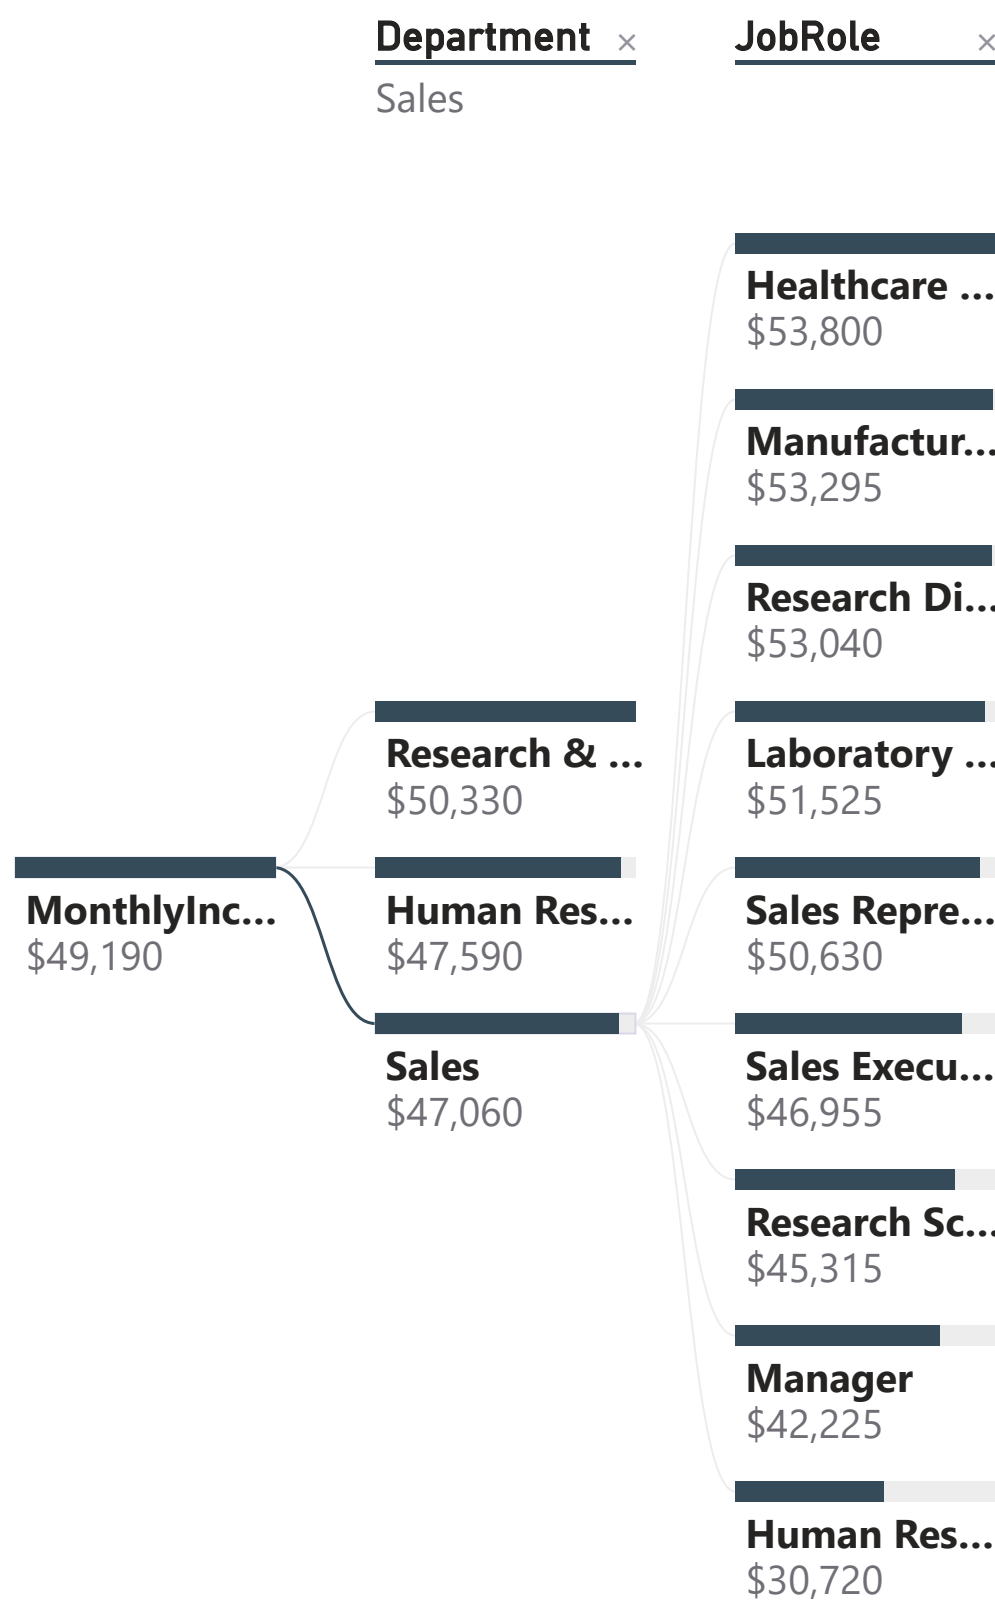 Department ×
JobRole ×
Sales
MonthlyInc...
$49,190
Research & ...
$50,330
Human Res...
$47,590
Sales
$47,060
Healthcare ...
$53,800
Manufactur...
$53,295
Research Di...
$53,040
Laboratory ...
$51,525
Sales Repre...
$50,630
Sales Execu...
$46,955
Research Sc...
$45,315
Manager
$42,225
Human Res...
$30,720